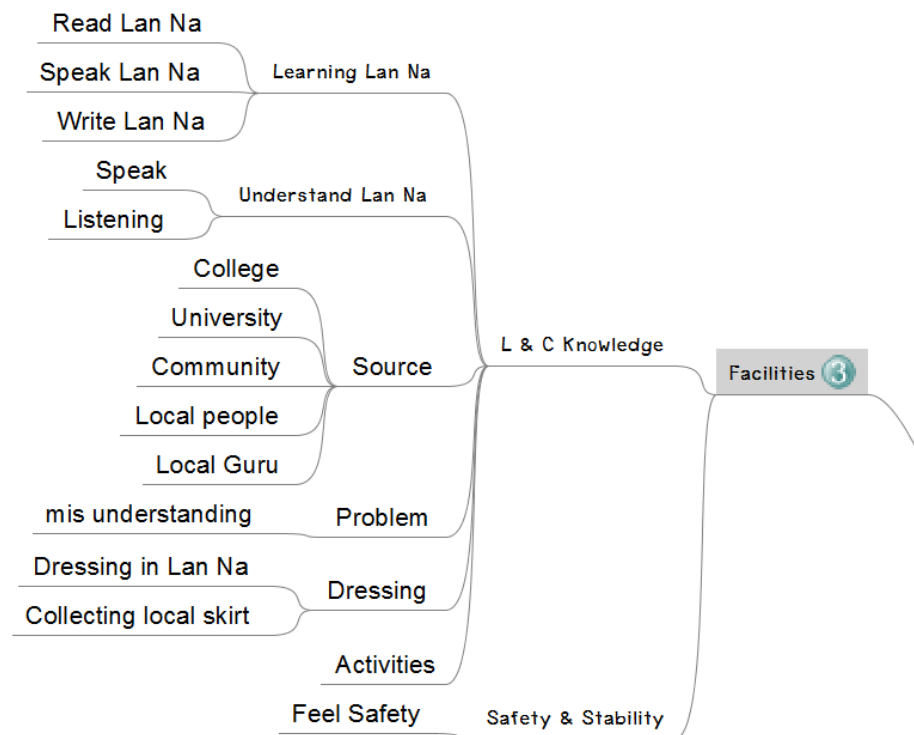 Read Lan Na
Speak Lan Na
Write Lan Na
Learning Lan Na
Speak
Listening
Understand Lan Na
College
University
Community
Local people
Local Guru
Source
L & C Knowledge
Facilities 3
mis understanding
Problem
Dressing in Lan Na
Collecting local skirt
Dressing
Activities
Feel Safety
Safety & Stability